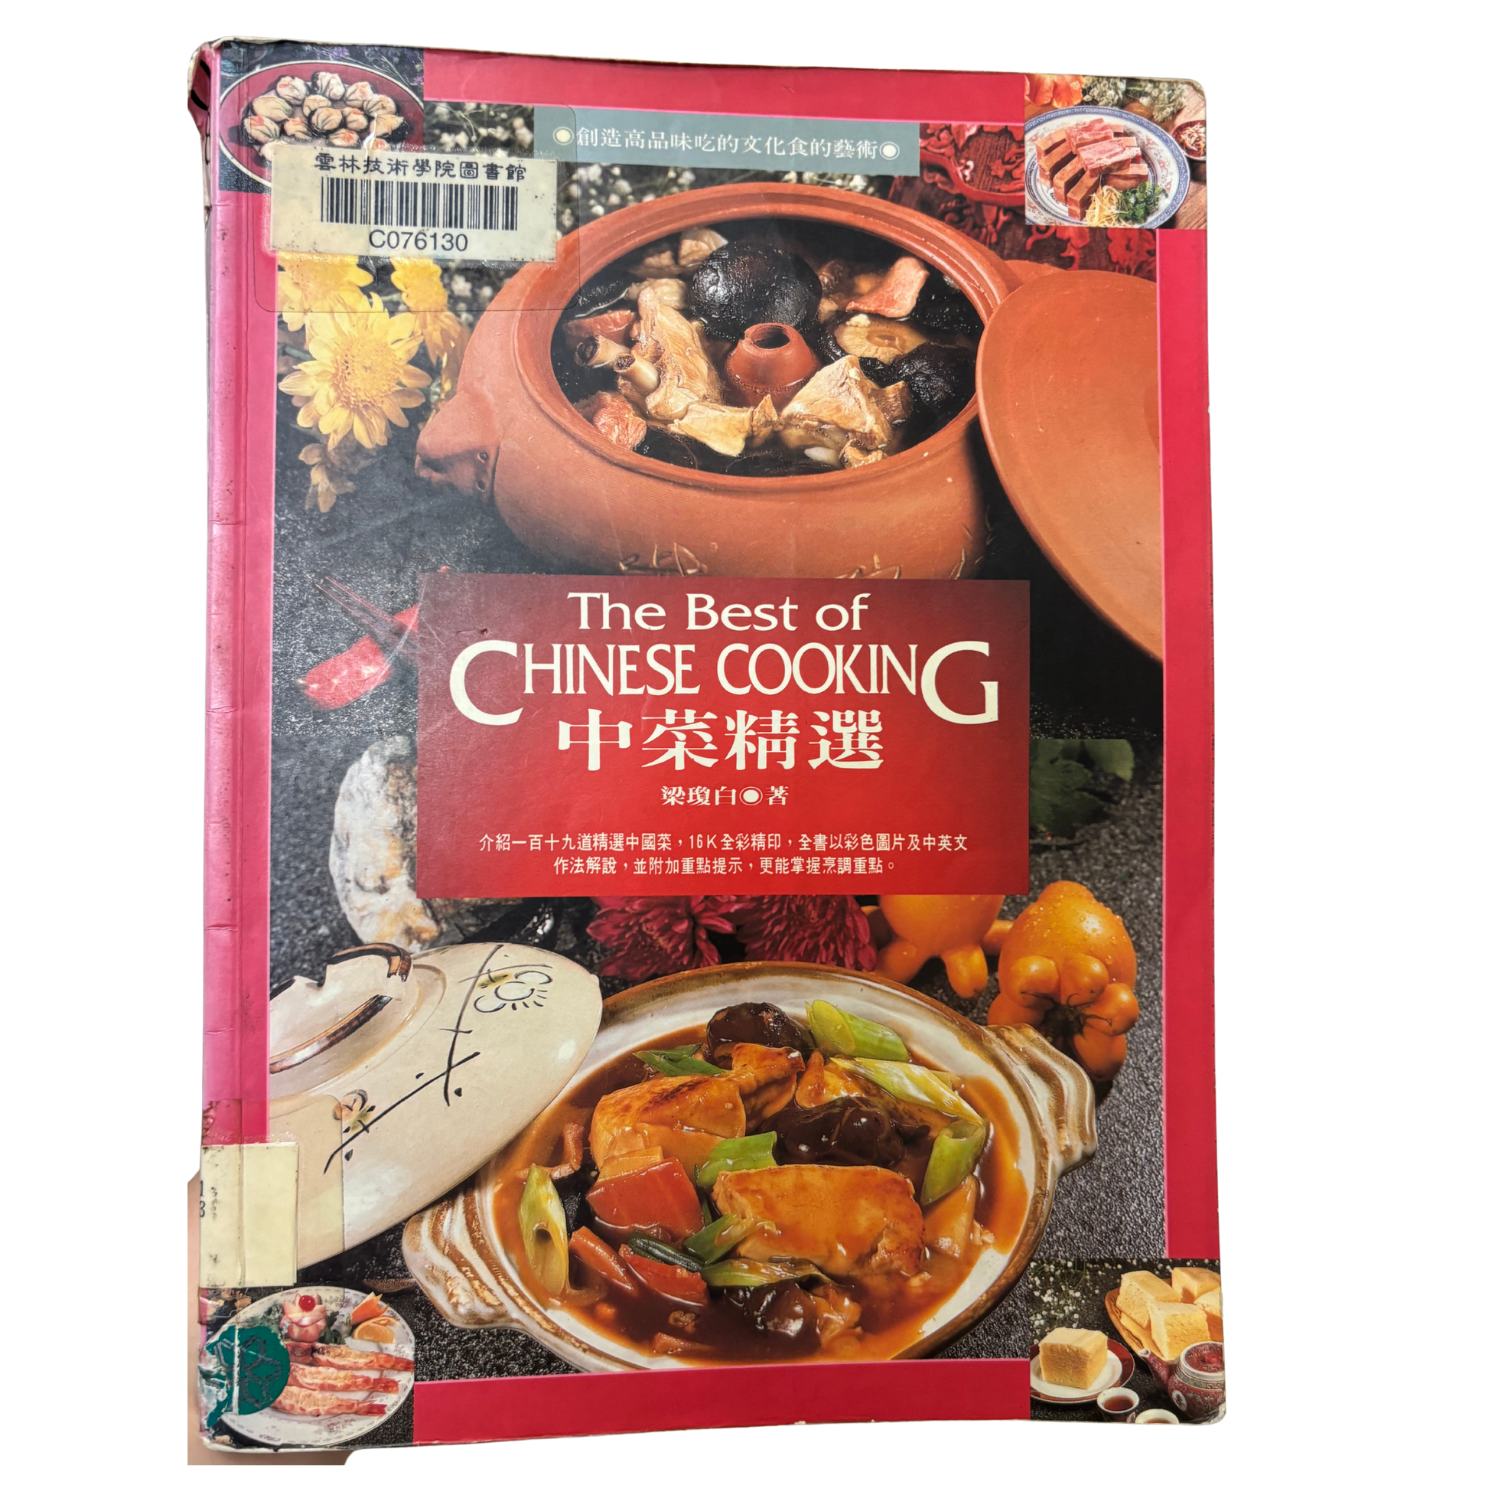 ◉創造高品味吃的文化食的藝術◉
雲林技術學院圖書館
C076130
The Best of
CHINESE COOKING
中菜精選
梁瓊白◉著
介紹一百十九道精選中國菜，16K全彩精印，全書以彩色圖片及中英文
作法解說，並附加重點提示，更能掌握烹調重點。